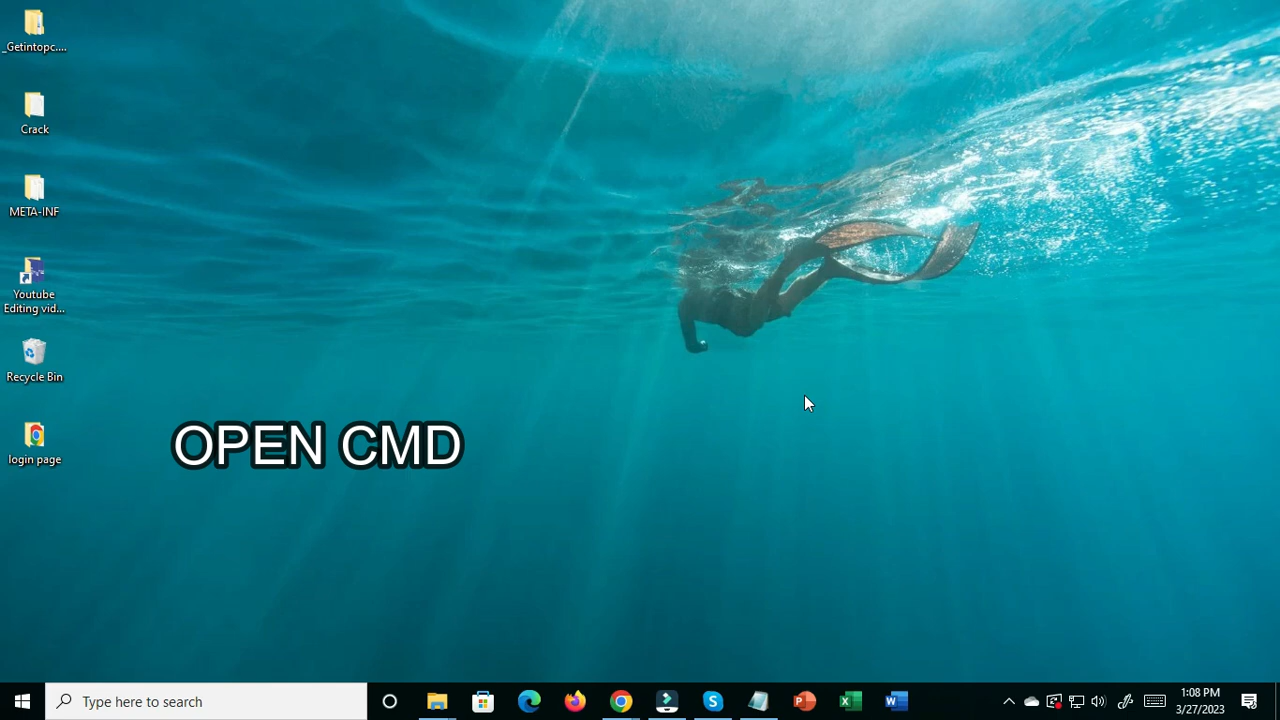 _Getintopc....
Crack
META-INF
Youtube
Editing vid...
Recycle Bin
login page
OPEN CMD
Type here to search
1:08 PM
3/27/2023